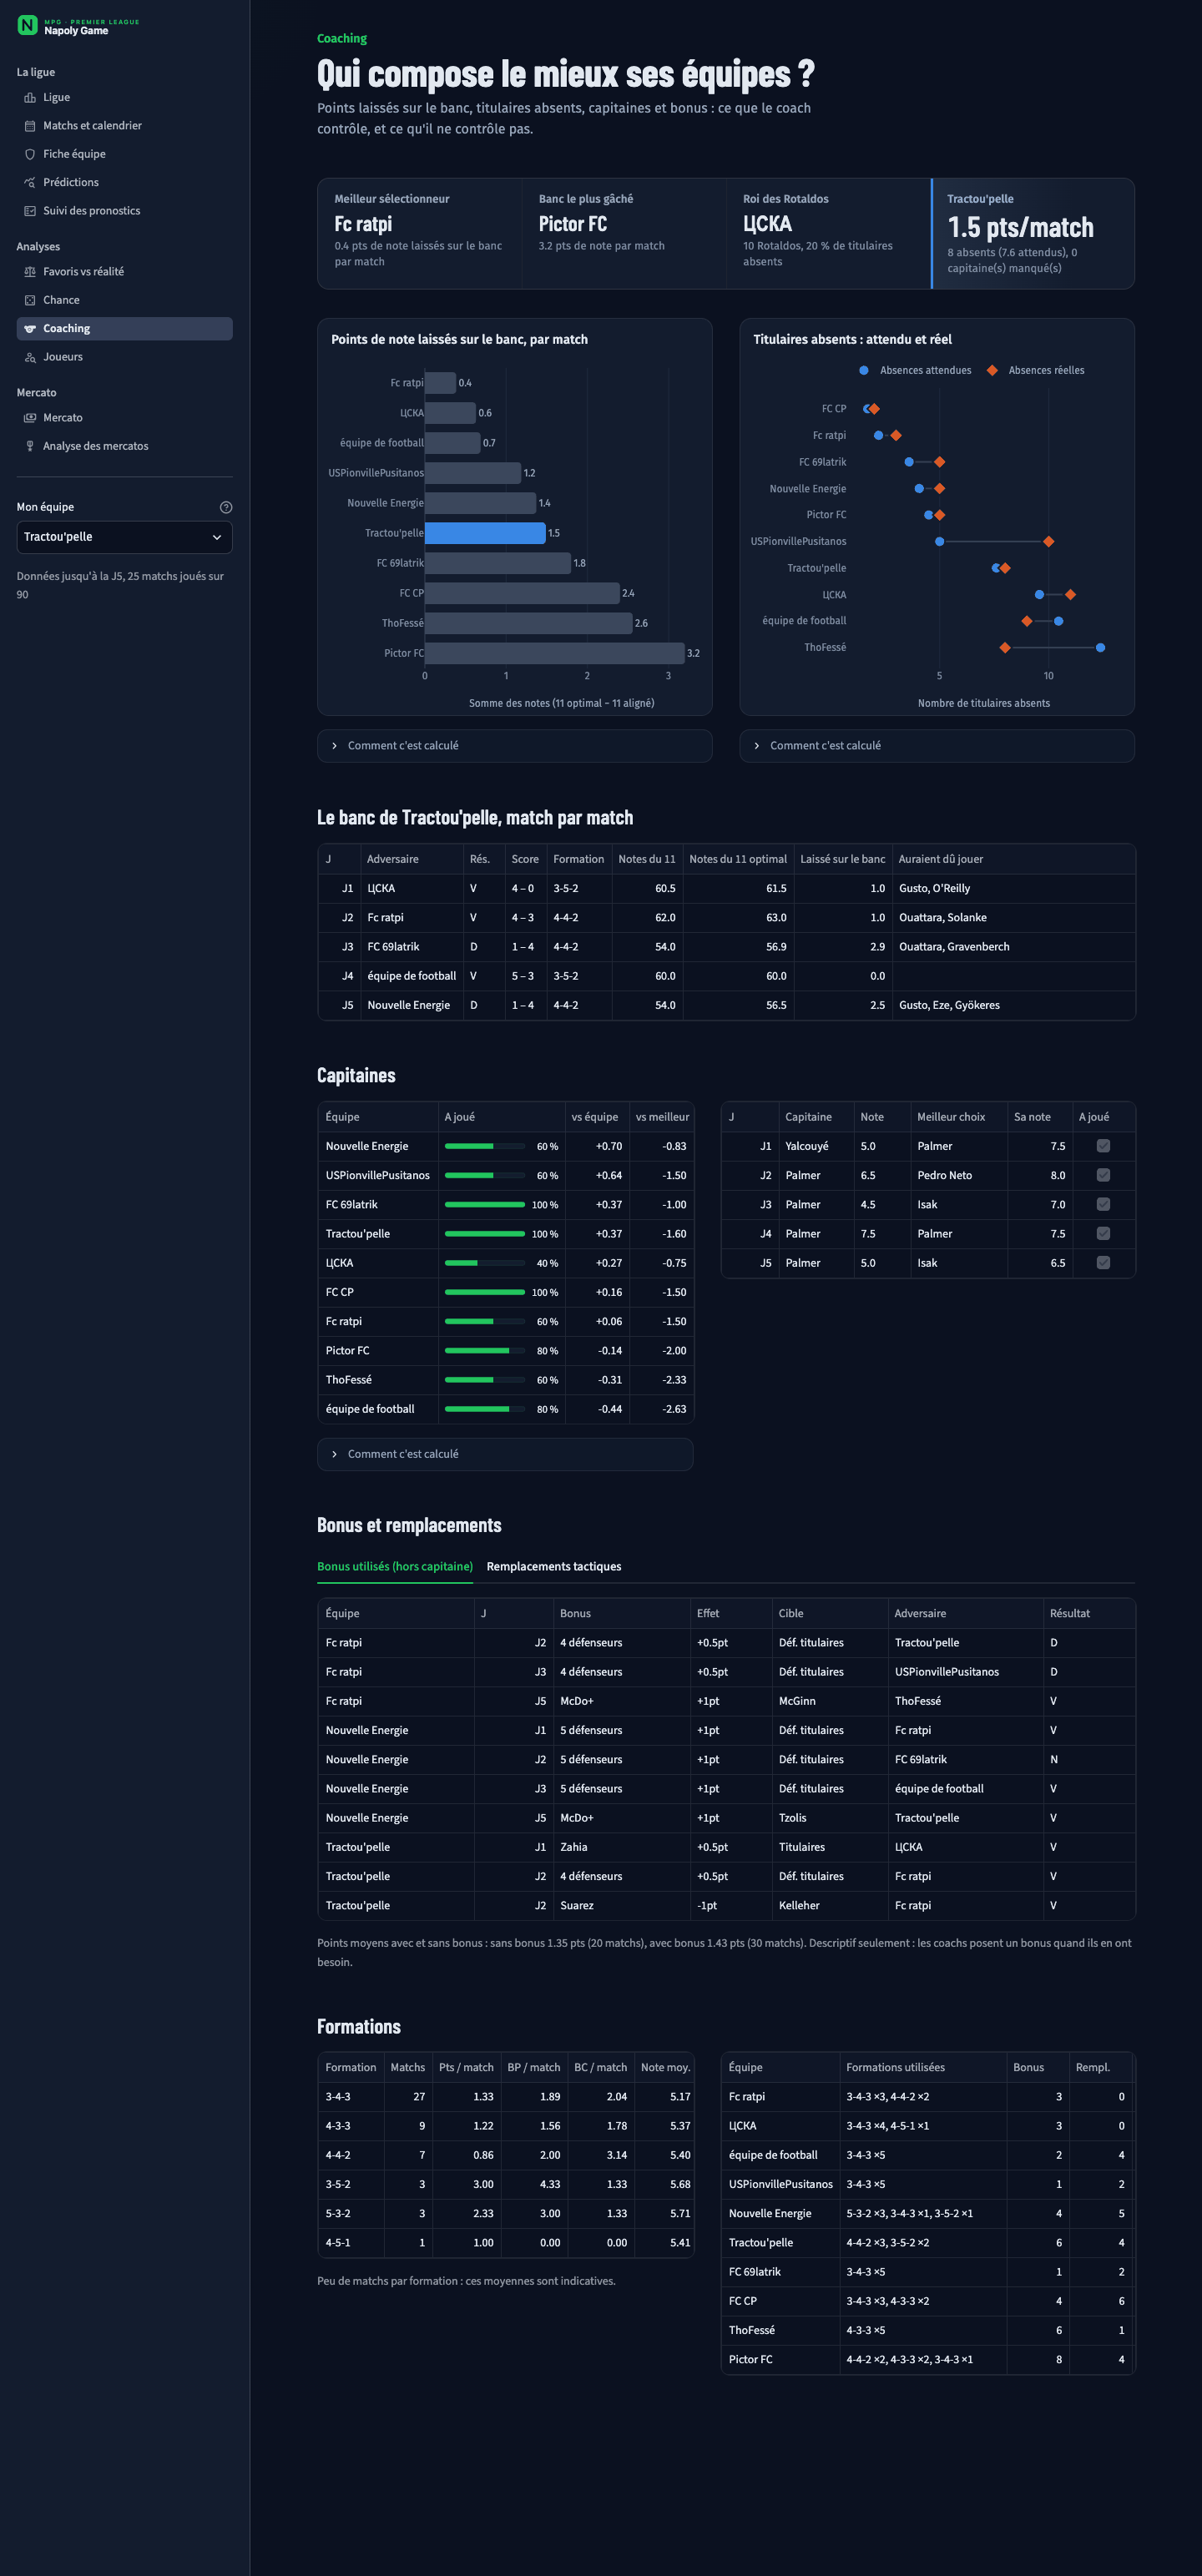 MPG · PREMIER LEAGUE
Napoly Game
La ligue
Ligue
Matchs et calendrier
Fiche équipe
Prédictions
Suivi des pronostics
Analyses
Favoris vs réalité
Chance
Coaching
Joueurs
Mercato
Mercato
Analyse des mercatos
Mon équipe
Tractou'pelle
Données jusqu'à la J5, 25 matchs joués sur
90
Coaching
Qui compose le mieux ses équipes ?
Points laissés sur le banc, titulaires absents, capitaines et bonus : ce que le coach
contrôle, et ce qu'il ne contrôle pas.
Meilleur sélectionneur
Fc ratpi
0.4 pts de note laissés sur le banc
par match
Banc le plus gâché
Pictor FC
3.2 pts de note par match
Roi des Rotaldos
ЦСКА
10 Rotaldos, 20 % de titulaires
absents
Tractou'pelle
1.5 pts/match
8 absents (7.6 attendus), 0
capitaine(s) manqué(s)
Points de note laissés sur le banc, par match
Fc ratpi 0.4
ЦСКА 0.6
équipe de football 0.7
USPionvillePusitanos 1.2
Nouvelle Energie 1.4
Tractou'pelle 1.5
FC 69latrik 1.8
FC CP 2.4
ThoFessé 2.6
Pictor FC 3.2
0 1 2 3
Somme des notes (11 optimal − 11 aligné)
Titulaires absents : attendu et réel
Absences attendues Absences réelles
FC CP
Fc ratpi
FC 69latrik
Nouvelle Energie
Pictor FC
USPionvillePusitanos
Tractou'pelle
ЦСКА
équipe de football
ThoFessé
5 10
Nombre de titulaires absents
Comment c'est calculé
Comment c'est calculé
Le banc de Tractou'pelle, match par match
J Adversaire Rés. Score Formation Notes du 11 Notes du 11 optimal Laissé sur le banc Auraient dû jouer
J1 ЦСКА V 4 – 0 3-5-2 60.5 61.5 1.0 Gusto, O'Reilly
J2 Fc ratpi V 4 – 3 4-4-2 62.0 63.0 1.0 Ouattara, Solanke
J3 FC 69latrik D 1 – 4 4-4-2 54.0 56.9 2.9 Ouattara, Gravenberch
J4 équipe de football V 5 – 3 3-5-2 60.0 60.0 0.0
J5 Nouvelle Energie D 1 – 4 4-4-2 54.0 56.5 2.5 Gusto, Eze, Gyökeres
Capitaines
Équipe A joué vs équipe vs meilleur
Nouvelle Energie 60 % +0.70 -0.83
USPionvillePusitanos 60 % +0.64 -1.50
FC 69latrik 100 % +0.37 -1.00
Tractou'pelle 100 % +0.37 -1.60
ЦСКА 40 % +0.27 -0.75
FC CP 100 % +0.16 -1.50
Fc ratpi 60 % +0.06 -1.50
Pictor FC 80 % -0.14 -2.00
ThoFessé 60 % -0.31 -2.33
équipe de football 80 % -0.44 -2.63
J Capitaine Note Meilleur choix Sa note A joué
J1 Yalcouyé 5.0 Palmer 7.5
J2 Palmer 6.5 Pedro Neto 8.0
J3 Palmer 4.5 Isak 7.0
J4 Palmer 7.5 Palmer 7.5
J5 Palmer 5.0 Isak 6.5
Comment c'est calculé
Bonus et remplacements
Bonus utilisés (hors capitaine) Remplacements tactiques
Équipe J Bonus Effet Cible Adversaire Résultat
Fc ratpi J2 4 défenseurs +0.5pt Déf. titulaires Tractou'pelle D
Fc ratpi J3 4 défenseurs +0.5pt Déf. titulaires USPionvillePusitanos D
Fc ratpi J5 McDo+ +1pt McGinn ThoFessé V
Nouvelle Energie J1 5 défenseurs +1pt Déf. titulaires Fc ratpi V
Nouvelle Energie J2 5 défenseurs +1pt Déf. titulaires FC 69latrik N
Nouvelle Energie J3 5 défenseurs +1pt Déf. titulaires équipe de football V
Nouvelle Energie J5 McDo+ +1pt Tzolis Tractou'pelle V
Tractou'pelle J1 Zahia +0.5pt Titulaires ЦСКА V
Tractou'pelle J2 4 défenseurs +0.5pt Déf. titulaires Fc ratpi V
Tractou'pelle J2 Suarez -1pt Kelleher Fc ratpi V
Points moyens avec et sans bonus : sans bonus 1.35 pts (20 matchs), avec bonus 1.43 pts (30 matchs). Descriptif seulement : les coachs posent un bonus quand ils en ont
besoin.
Formations
Formation Matchs Pts / match BP / match BC / match Note moy.
3-4-3 27 1.33 1.89 2.04 5.17
4-3-3 9 1.22 1.56 1.78 5.37
4-4-2 7 0.86 2.00 3.14 5.40
3-5-2 3 3.00 4.33 1.33 5.68
5-3-2 3 2.33 3.00 1.33 5.71
4-5-1 1 1.00 0.00 0.00 5.41
Peu de matchs par formation : ces moyennes sont indicatives.
Équipe Formations utilisées Bonus Rempl.
Fc ratpi 3-4-3 ×3, 4-4-2 ×2 3 0
ЦСКА 3-4-3 ×4, 4-5-1 ×1 3 0
équipe de football 3-4-3 ×5 2 4
USPionvillePusitanos 3-4-3 ×5 1 2
Nouvelle Energie 5-3-2 ×3, 3-4-3 ×1, 3-5-2 ×1 4 5
Tractou'pelle 4-4-2 ×3, 3-5-2 ×2 6 4
FC 69latrik 3-4-3 ×5 1 2
FC CP 3-4-3 ×3, 4-3-3 ×2 4 6
ThoFessé 4-3-3 ×5 6 1
Pictor FC 4-4-2 ×2, 4-3-3 ×2, 3-4-3 ×1 8 4